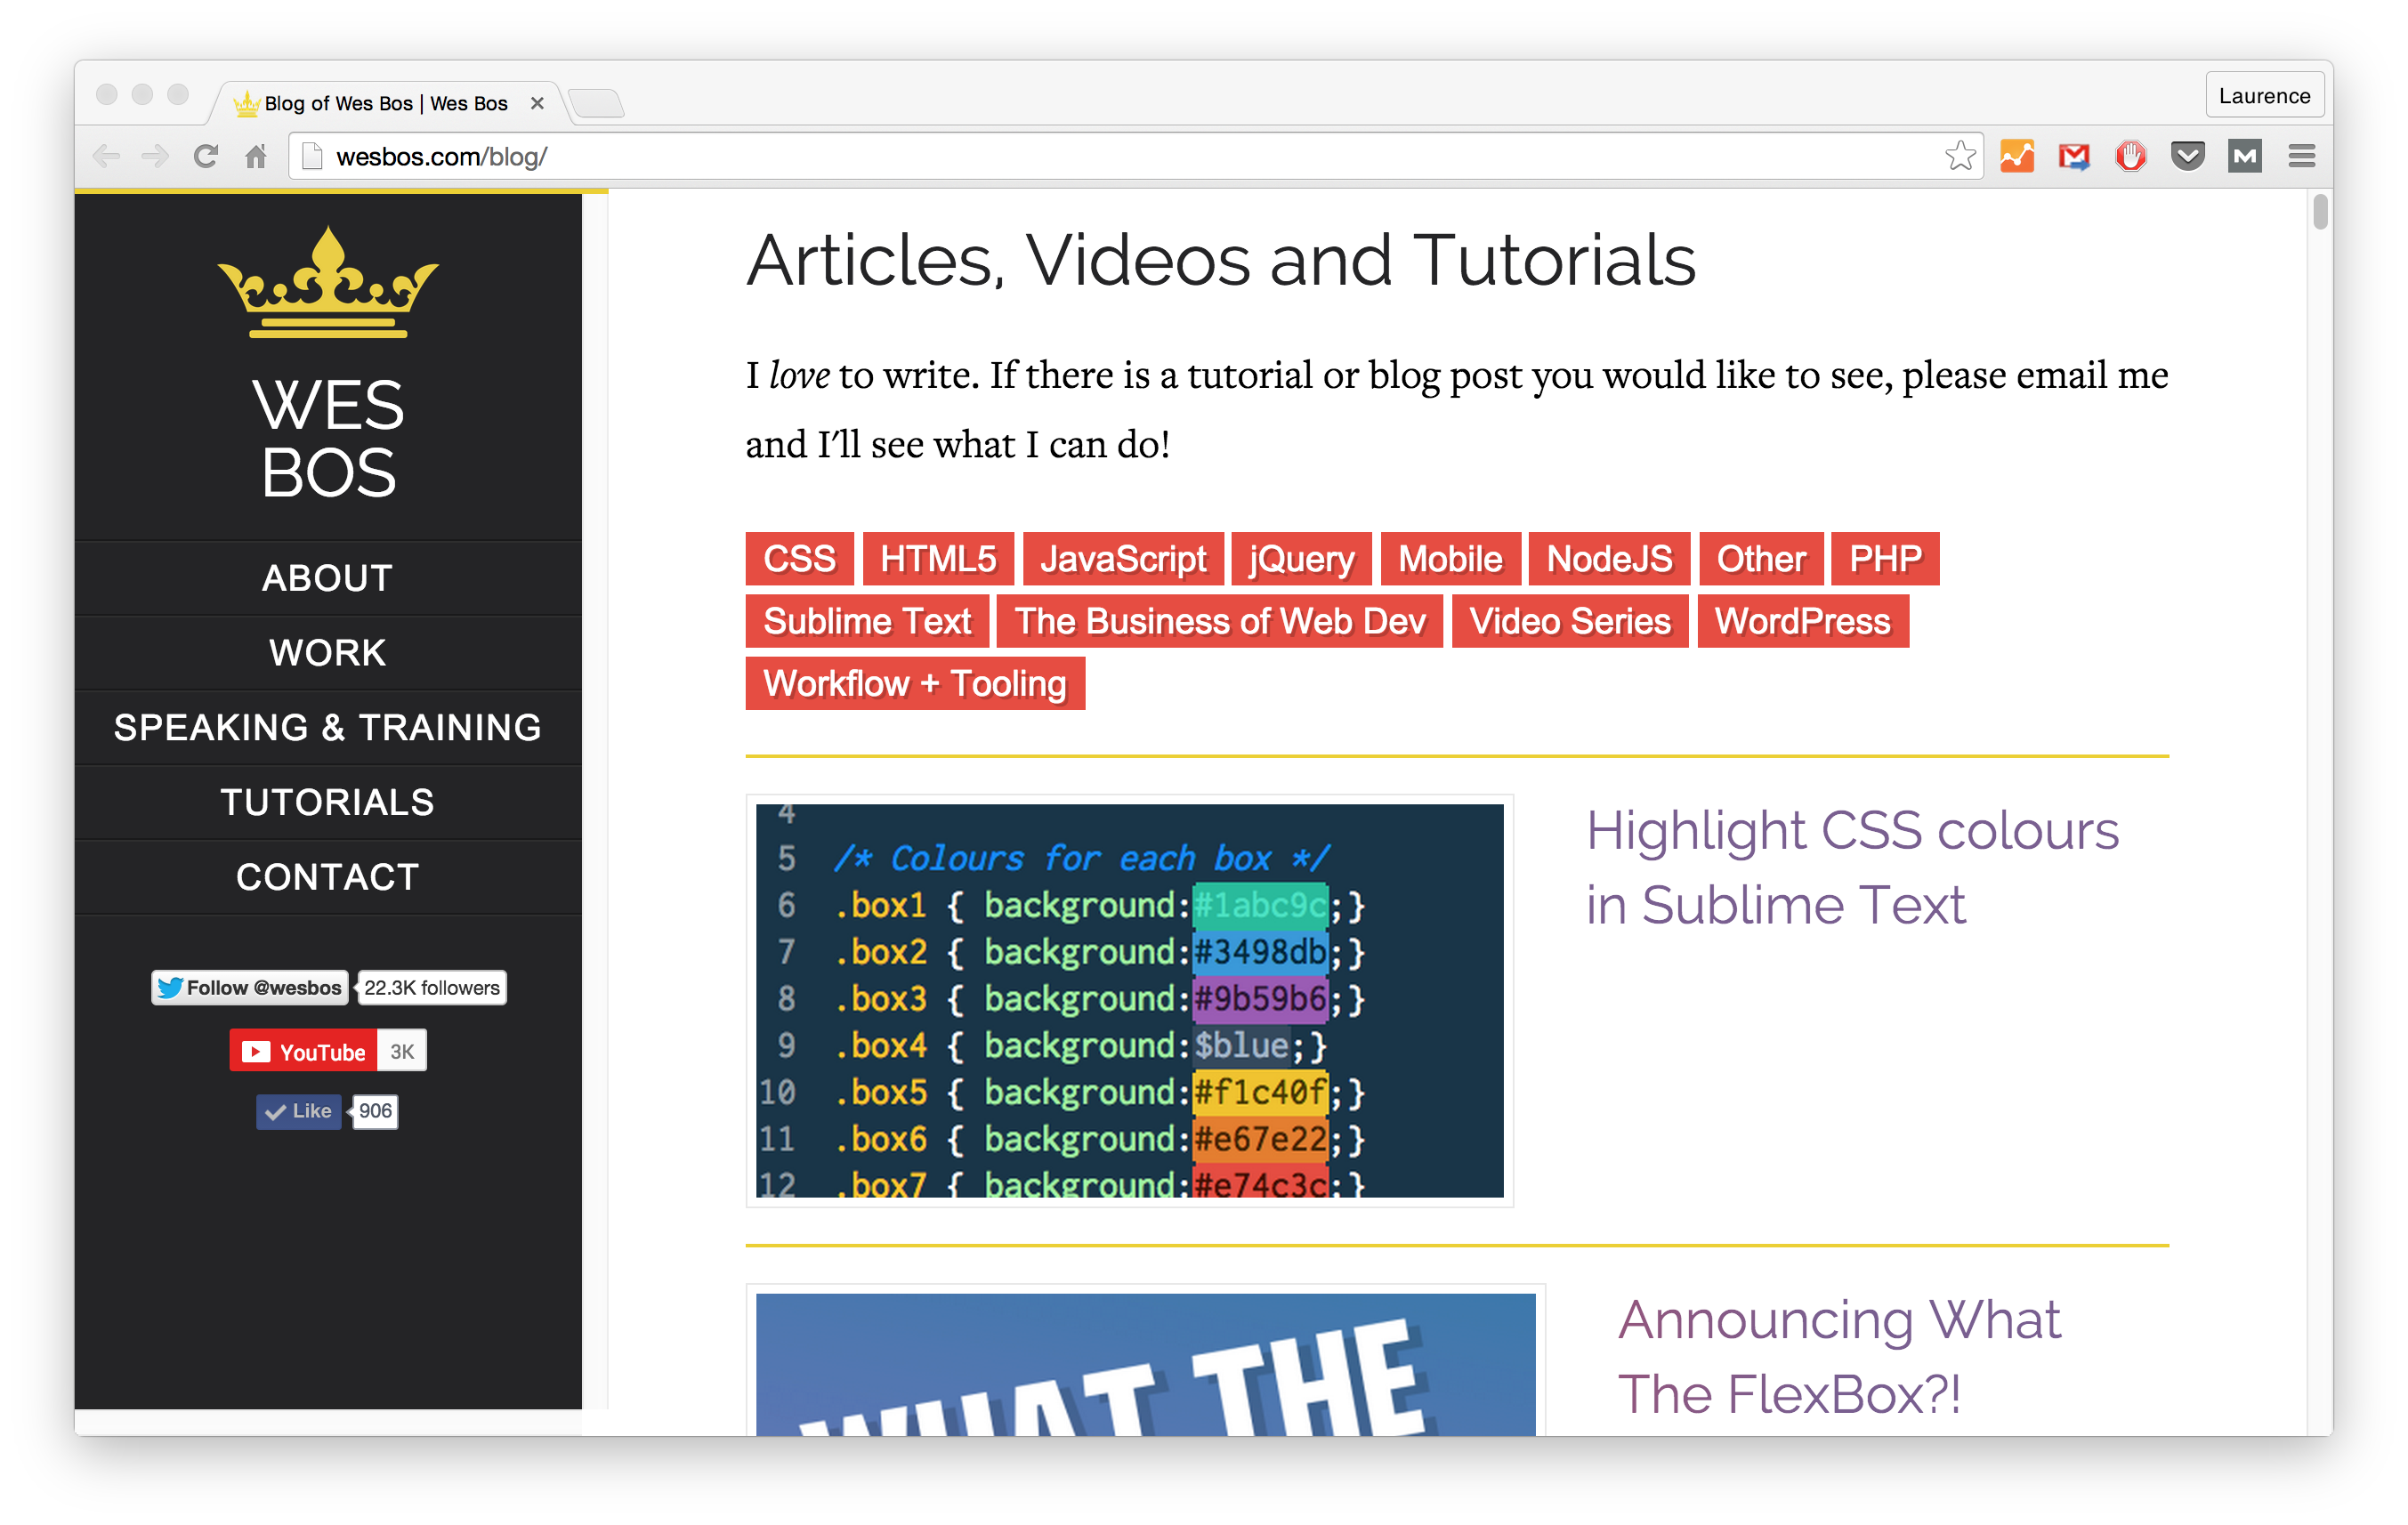 Blog of Wes Bos | Wes Bos
Laurence
wesbos.com/blog/
WES
BOS
ABOUT
WORK
SPEAKING & TRAINING
TUTORIALS
CONTACT
Follow @wesbos 22.3K followers
YouTube 3K
Like 906
Articles, Videos and Tutorials
I love to write. If there is a tutorial or blog post you would like to see, please email me
and I'll see what I can do!
CSS HTML5 JavaScript jQuery Mobile NodeJS Other PHP
Sublime Text The Business of Web Dev Video Series WordPress
Workflow + Tooling
4
5 /* Colours for each box */
6 .box1 { background:#1abc9c;}
7 .box2 { background:#3498db;}
8 .box3 { background:#9b59b6;}
9 .box4 { background:$blue;}
10 .box5 { background:#f1c40f;}
11 .box6 { background:#e67e22;}
12 .box7 { background:#e74c3c;}
Highlight CSS colours
in Sublime Text
WHAT THE
Announcing What
The FlexBox?!